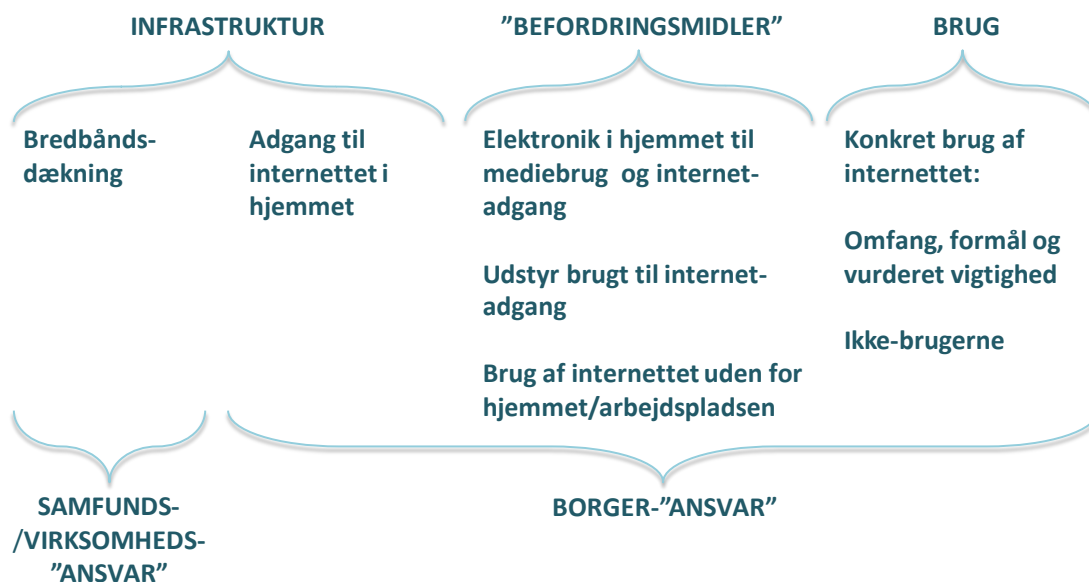 INFRASTRUKTUR
”BEFORDRINGSMIDLER”
BRUG
Bredbånds-
dækning
Adgang til
internettet i
hjemmet
Elektronik i hjemmet til
mediebrug og internet-
adgang
Udstyr brugt til internet-
adgang
Brug af internettet uden for
hjemmet/arbejdspladsen
Konkret brug af
internettet:
Omfang, formål og
vurderet vigtighed
Ikke-brugerne
SAMFUNDS-
/VIRKSOMHEDS-
”ANSVAR”
BORGER-”ANSVAR”